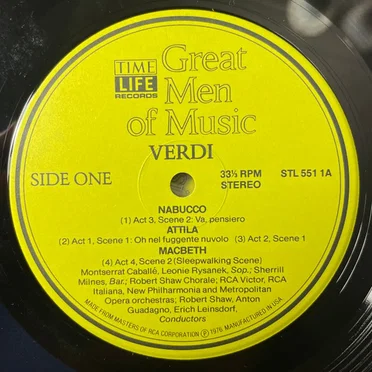 TIME
LIFE
RECORDS
Great
Men
of Music
VERDI
SIDE ONE
33⅓ RPM
STEREO
STL 551 1A
NABUCCO
(1) Act 3, Scene 2: Va, pensiero
ATTILA
(2) Act 1, Scene 1: Oh nel fuggente nuvolo (3) Act 2, Scene 1
MACBETH
(4) Act 4, Scene 2 (Sleepwalking Scene)
Montserrat Caballé, Leonie Rysanek, Sop.; Sherrill
Milnes, Bar.; Robert Shaw Chorale; RCA Victor, RCA
Italiana, New Philharmonia and Metropolitan
Opera orchestras; Robert Shaw, Anton
Guadagno, Erich Leinsdorf,
Conductors
MADE FROM MASTERS OF RCA CORPORATION Ⓟ 1976 MANUFACTURED IN USA